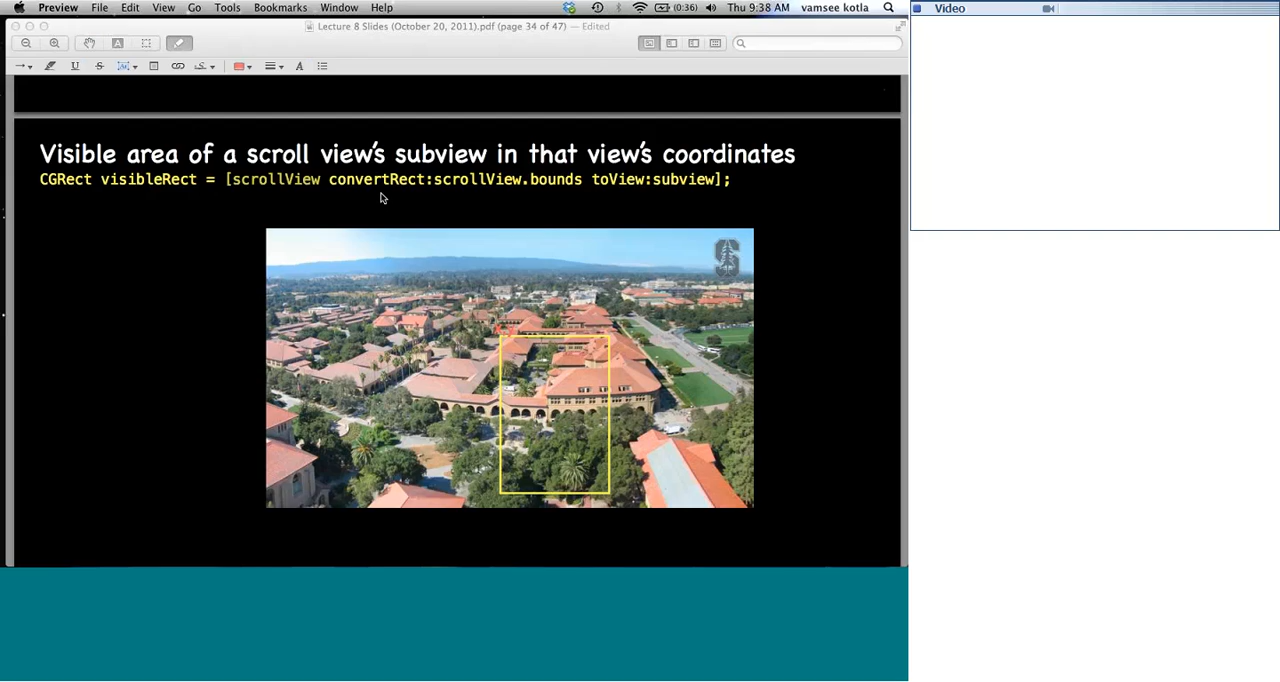 Preview File Edit View Go Tools Bookmarks Window Help (0:36) Thu 9:38 AM vamsee kotla
Video
Lecture 8 Slides (October 20, 2011).pdf (page 34 of 47) — Edited
Visible area of a scroll view's subview in that view's coordinates
CGRect visibleRect = [scrollView convertRect:scrollView.bounds toView:subview];